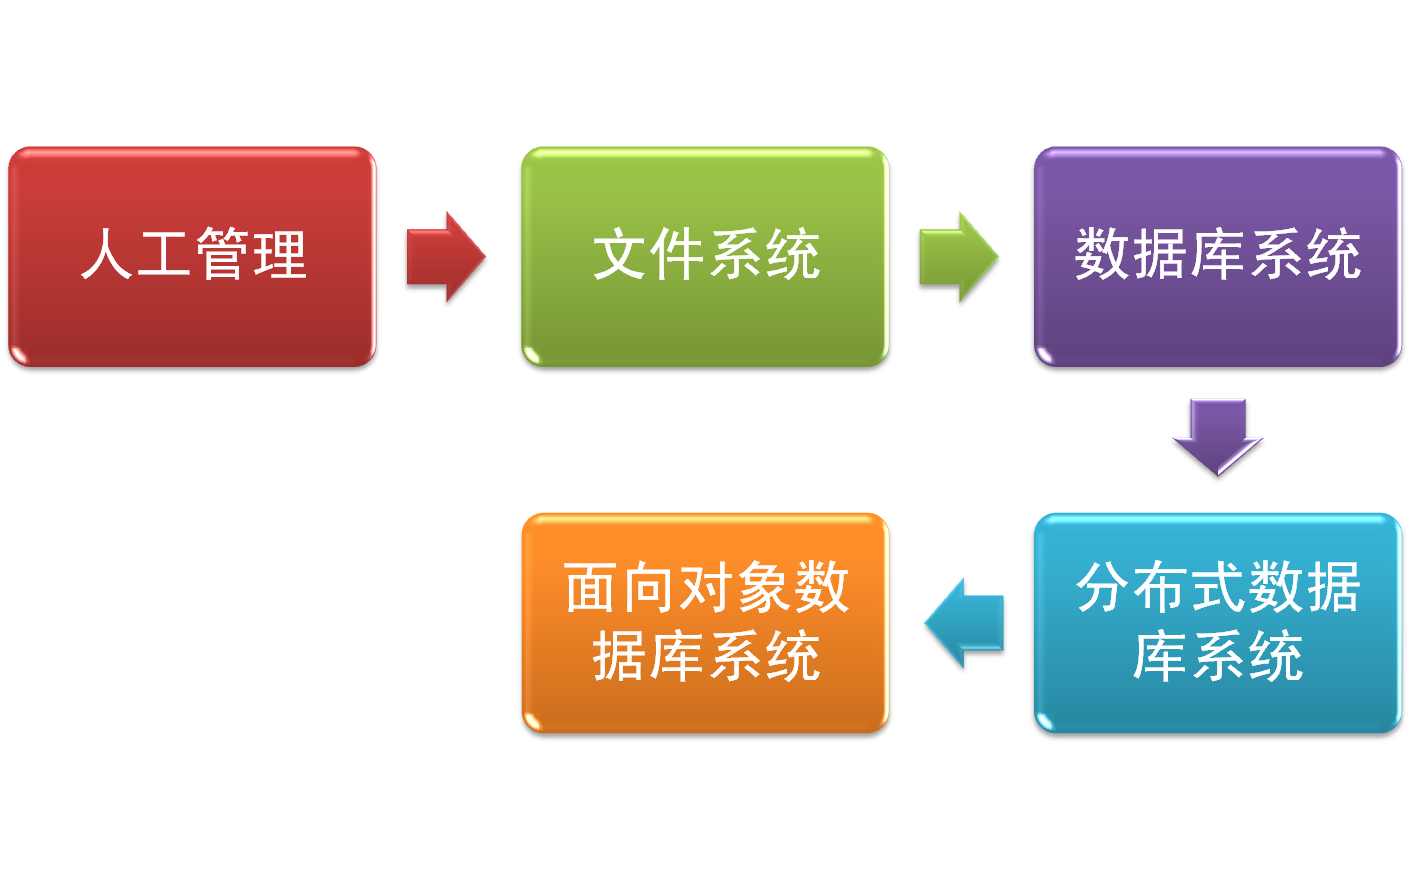 人工管理
文件系统
数据库系统
分布式数据
库系统
面向对象数
据库系统